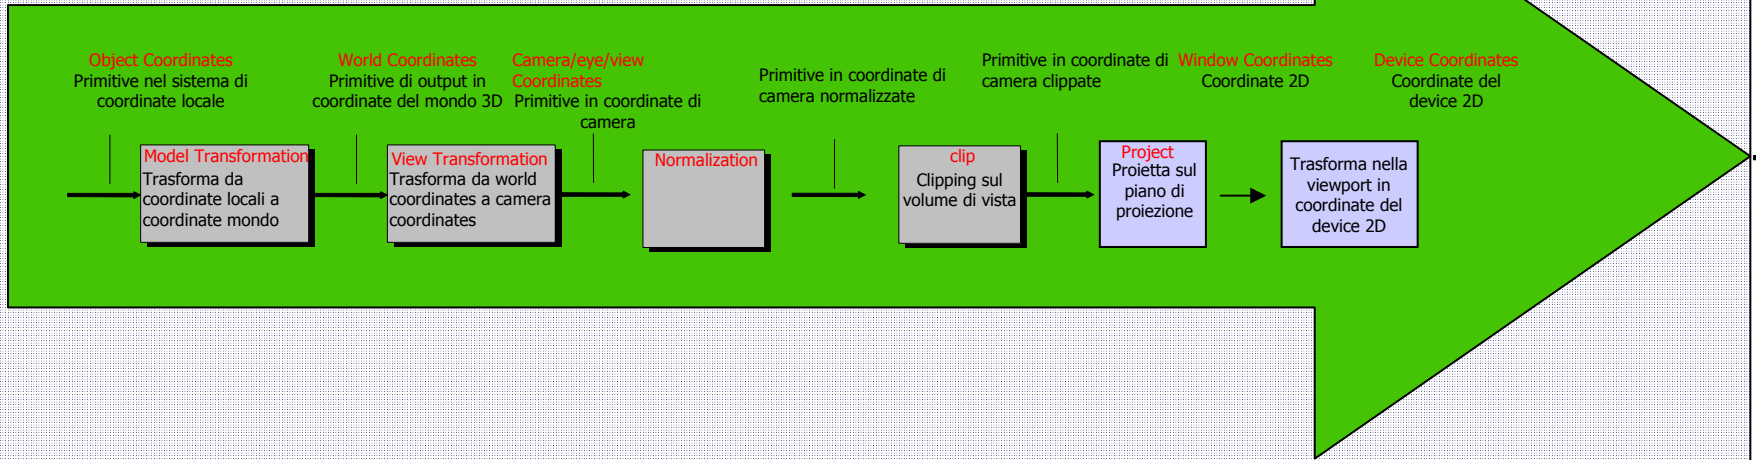 Object Coordinates
Primitive nel sistema di
coordinate locale
World Coordinates
Primitive di output in
coordinate del mondo 3D
Camera/eye/view
Coordinates
Primitive in coordinate di
camera
Primitive in coordinate di
camera normalizzate
Primitive in coordinate di
camera clippate
Window Coordinates
Coordinate 2D
Device Coordinates
Coordinate del
device 2D
Model Transformation
Trasforma da
coordinate locali a
coordinate mondo
View Transformation
Trasforma da world
coordinates a camera
coordinates
Normalization
clip
Clipping sul
volume di vista
Project
Proietta sul
piano di
proiezione
Trasforma nella
viewport in
coordinate del
device 2D